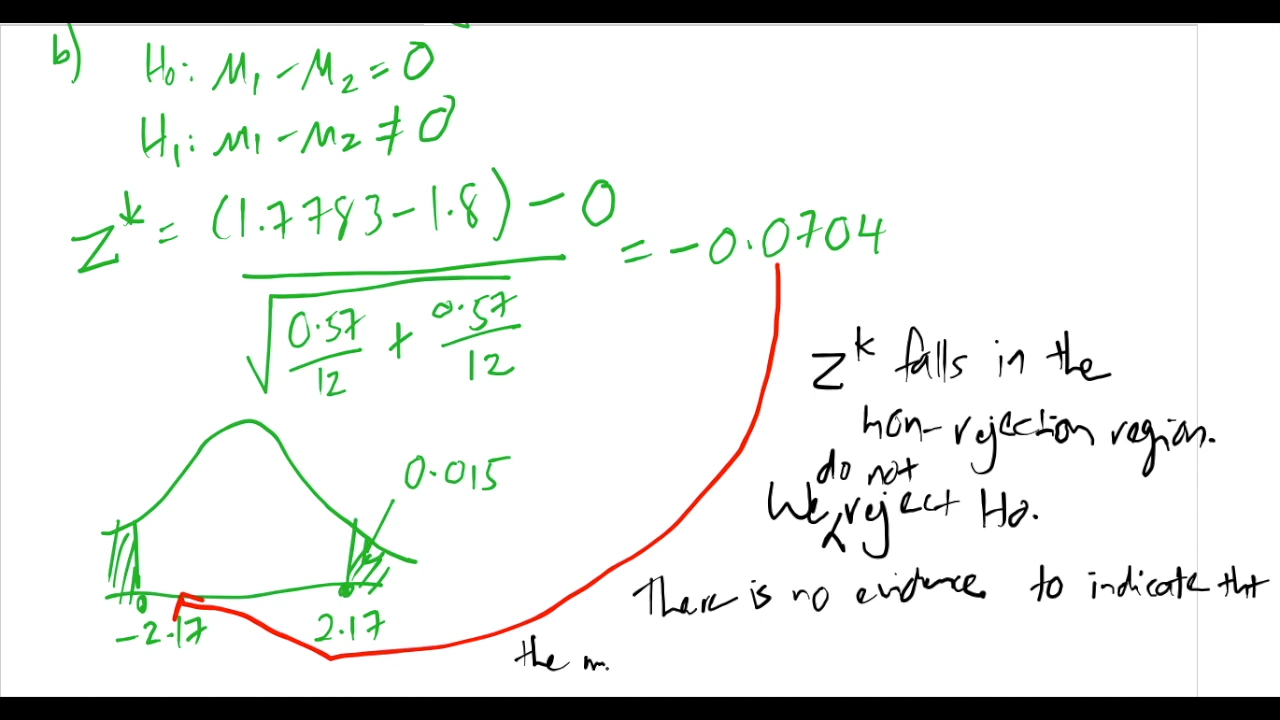 b)
H₀: μ₁ - μ₂ = 0
H₁: μ₁ - μ₂ ≠ 0
Z* = (1.7783 - 1.8) - 0 / √(0.57/12 + 0.57/12) = -0.0704
Z* falls in the
non-rejection region.
We do not reject H₀.
There is no evidence to indicate tht
the m.
0.015
-2.17
2.17